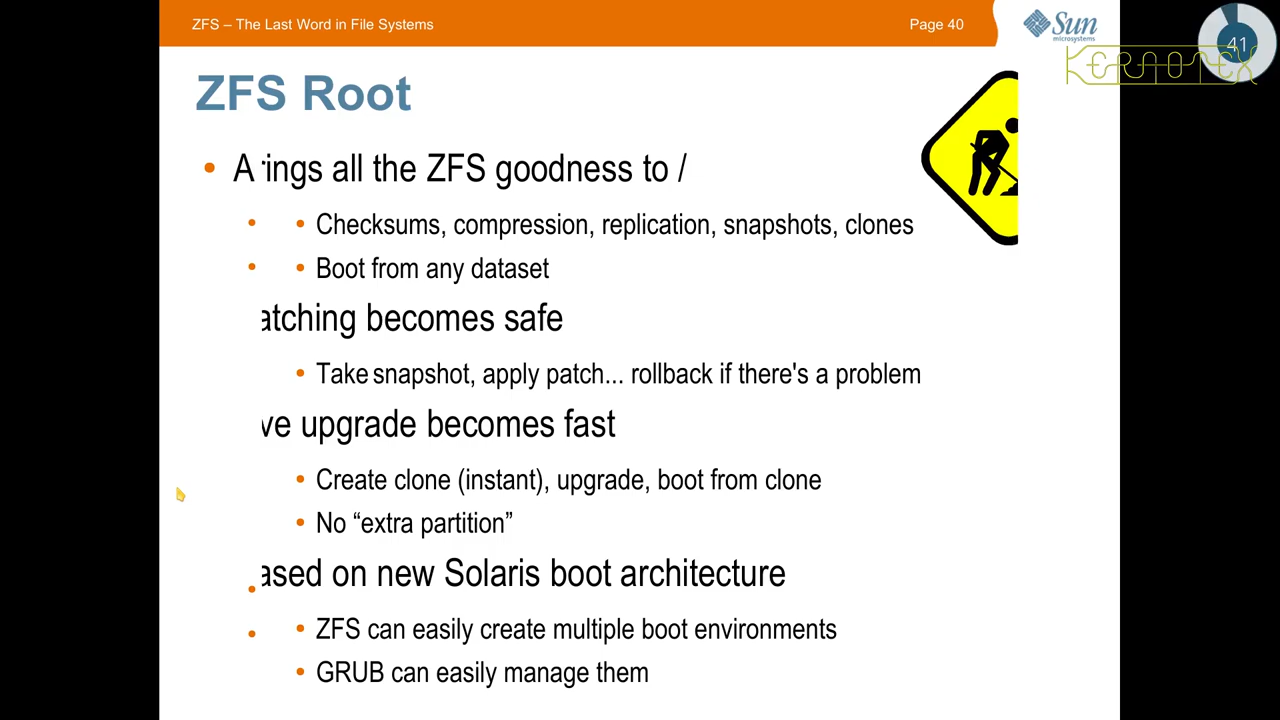 ZFS – The Last Word in File Systems
Page 40
Sun
microsystems
41
KERNOTEX
ZFS Root
• A rings all the ZFS goodness to /
• • Checksums, compression, replication, snapshots, clones
• • Boot from any dataset
atching becomes safe
• Take snapshot, apply patch... rollback if there's a problem
ve upgrade becomes fast
• Create clone (instant), upgrade, boot from clone
• No “extra partition”
ased on new Solaris boot architecture
• ZFS can easily create multiple boot environments
• GRUB can easily manage them